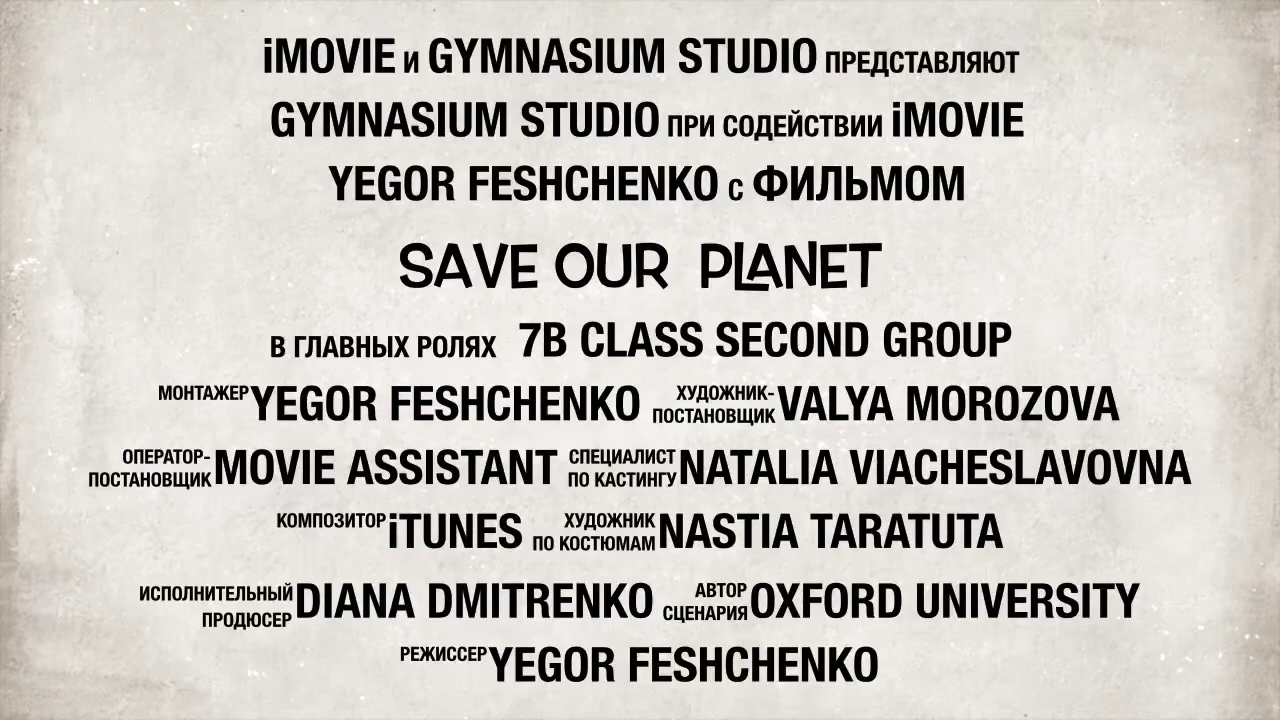 iMOVIE и GYMNASIUM STUDIO ПРЕДСТАВЛЯЮТ
GYMNASIUM STUDIO ПРИ СОДЕЙСТВИИ iMOVIE
YEGOR FESHCHENKO С ФИЛЬМОМ
SAVE OUR PLANET
В ГЛАВНЫХ РОЛЯХ 7B CLASS SECOND GROUP
МОНТАЖЕР YEGOR FESHCHENKO ХУДОЖНИК-ПОСТАНОВЩИК VALYA MOROZOVA
ОПЕРАТОР-ПОСТАНОВЩИК MOVIE ASSISTANT СПЕЦИАЛИСТ ПО КАСТИНГУ NATALIA VIACHESLAVOVNA
КОМПОЗИТОР iTUNES ХУДОЖНИК ПО КОСТЮМАМ NASTIA TARATUTA
ИСПОЛНИТЕЛЬНЫЙ ПРОДЮСЕР DIANA DMITRENKO АВТОР СЦЕНАРИЯ OXFORD UNIVERSITY
РЕЖИССЕР YEGOR FESHCHENKO